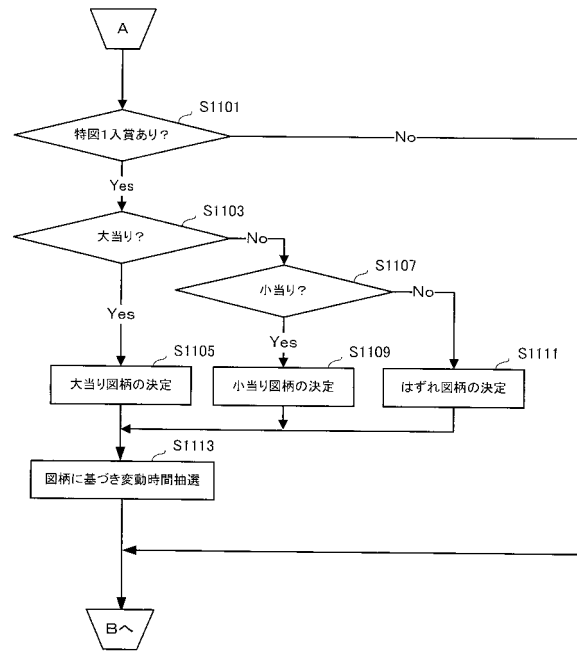 A
S1101
特図1入賞あり?
No
Yes
S1103
大当り?
No
S1107
小当り?
No
Yes
Yes
S1105
S1109
S1111
大当り図柄の決定
小当り図柄の決定
はずれ図柄の決定
S1113
図柄に基づき変動時間抽選
Bへ